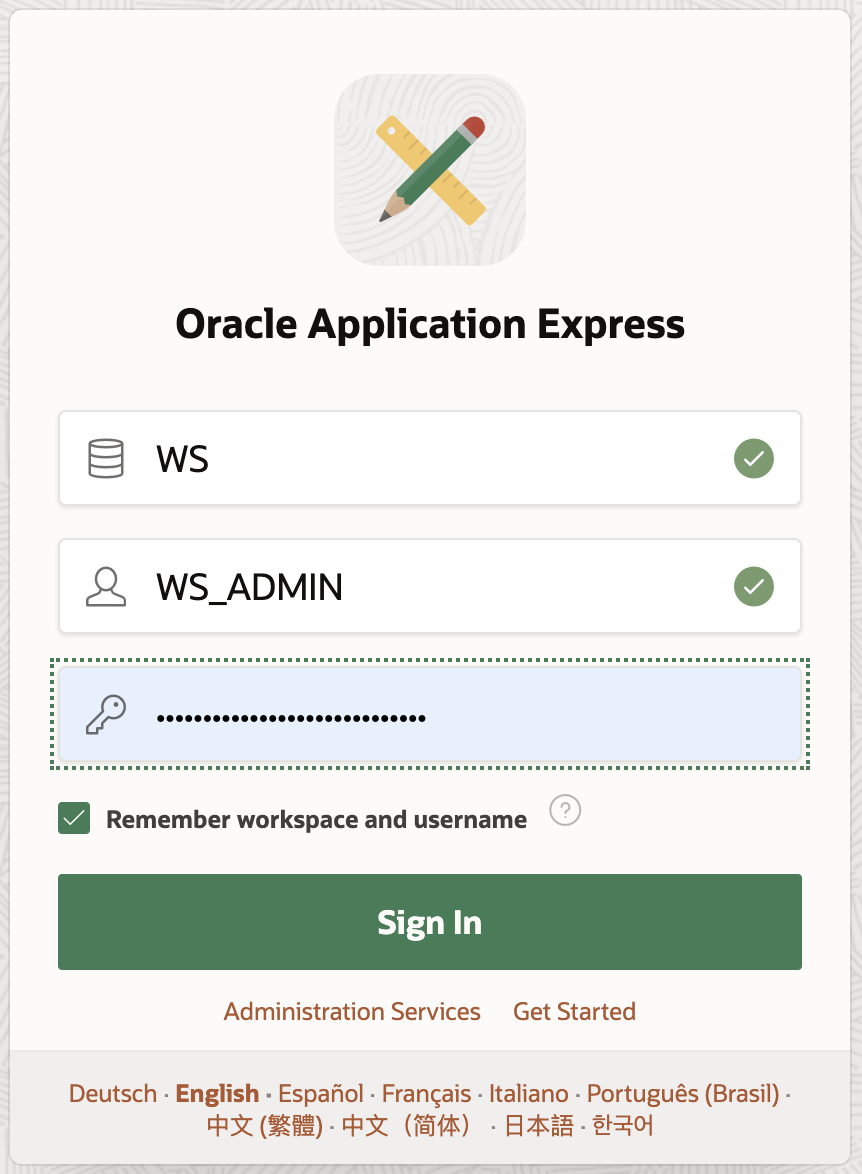 Oracle Application Express
WS
WS_ADMIN
••••••••••••••••••••••••••••••
Remember workspace and username ?
Sign In
Administration Services Get Started
Deutsch · English · Español · Français · Italiano · Português (Brasil) ·
中文 (繁體) · 中文（简体） · 日本語 · 한국어